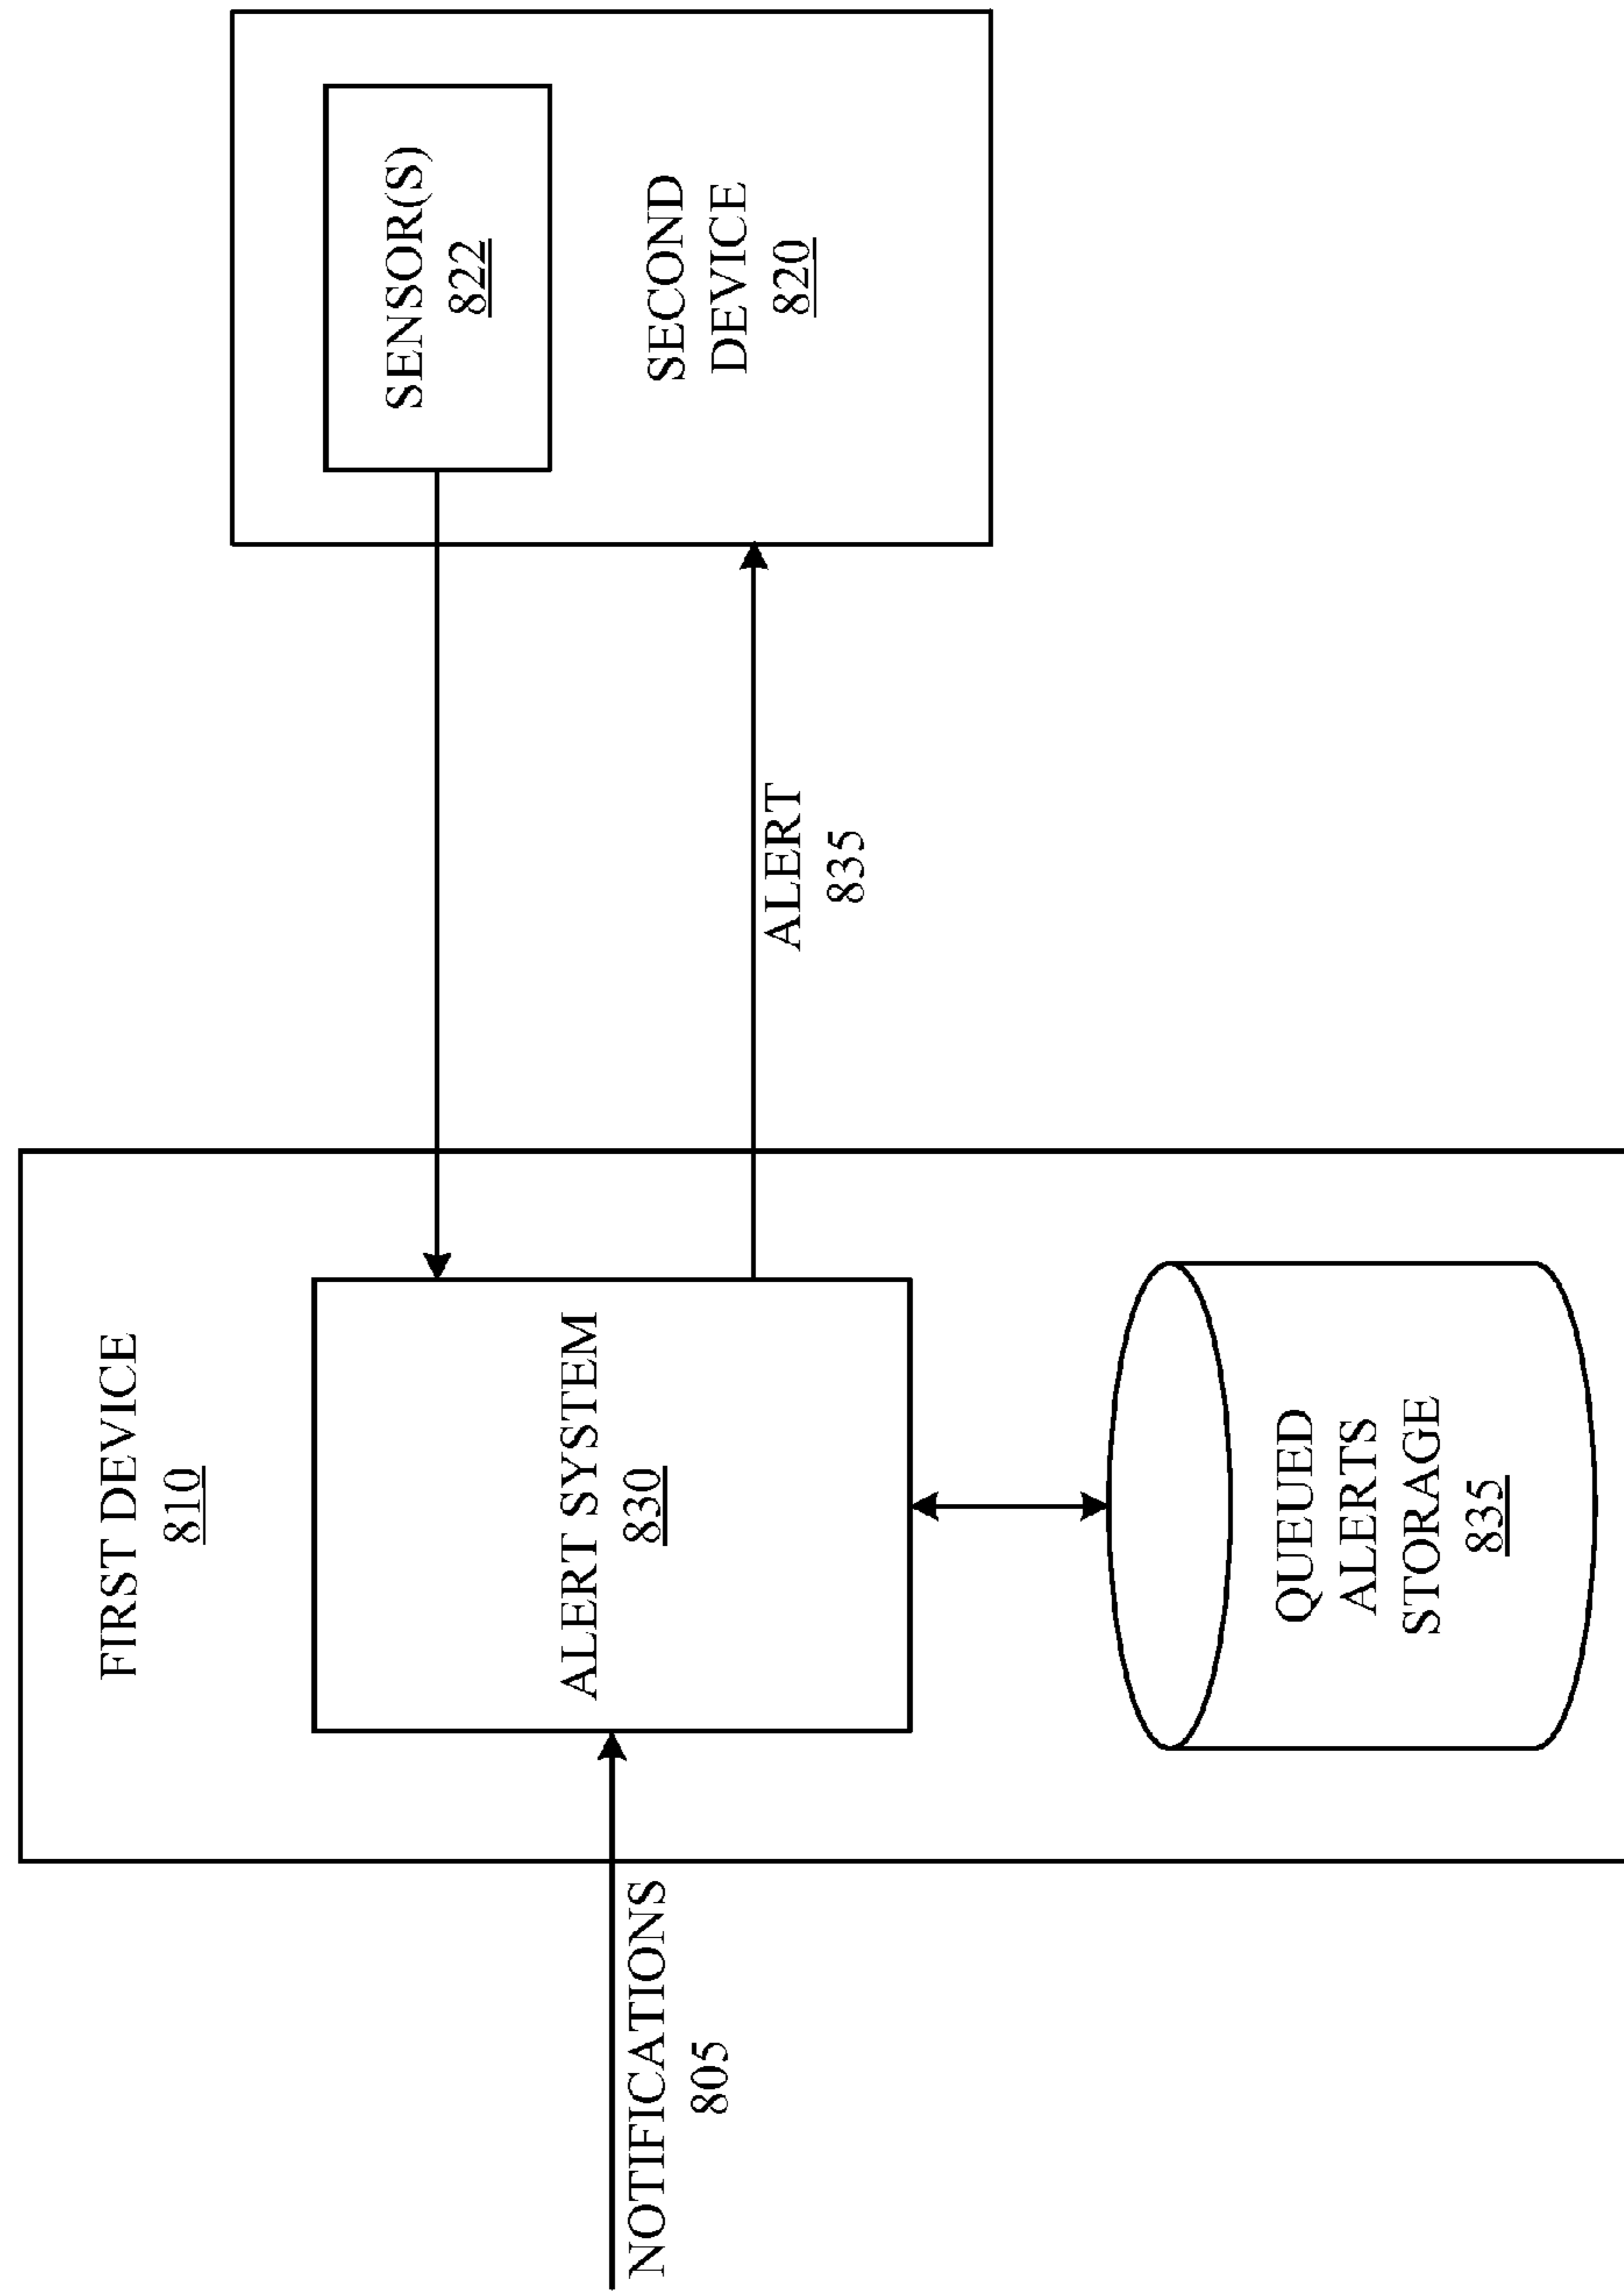 NOTIFICATIONS
805
FIRST DEVICE
810
ALERT SYSTEM
830
QUEUED
ALERTS
STORAGE
835
ALERT
835
SENSOR(S)
822
SECOND
DEVICE
820